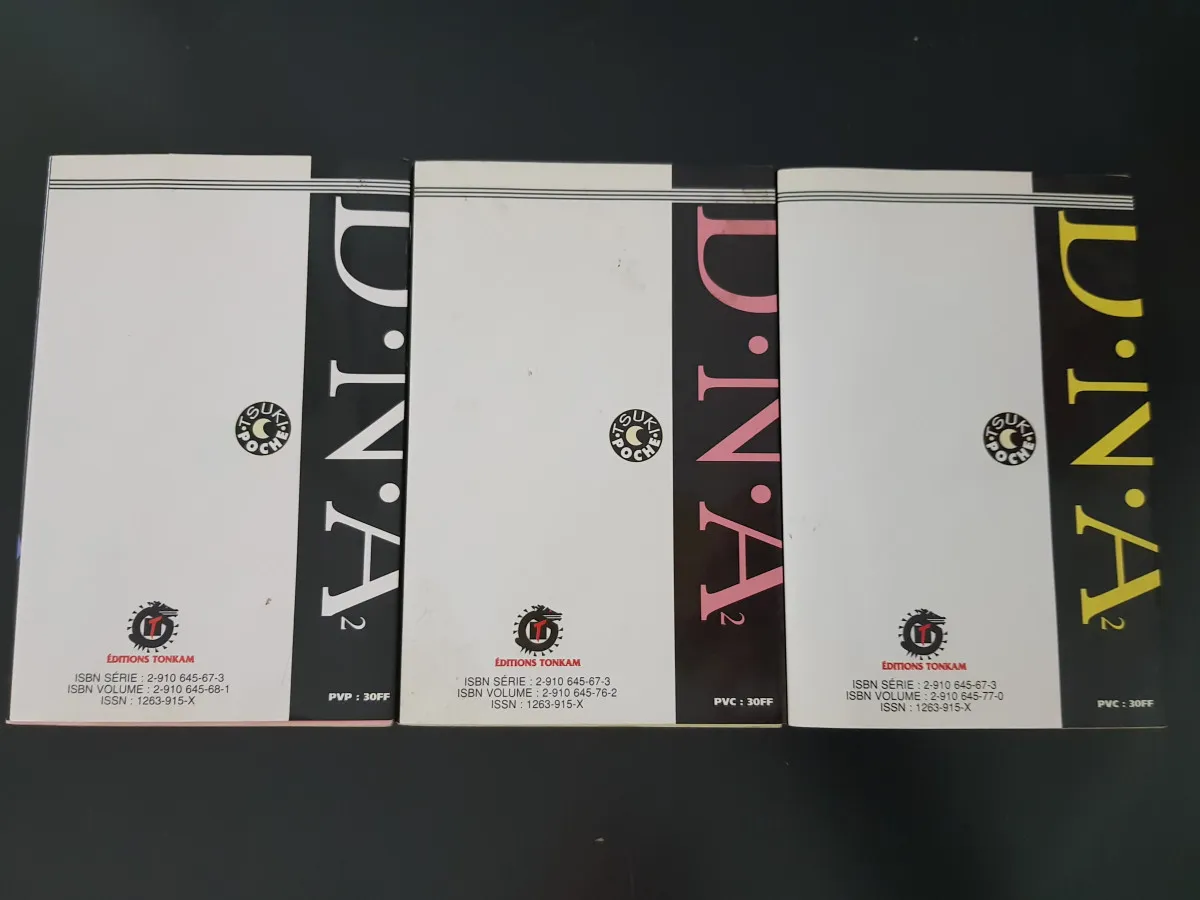 D·N·A2
TSUKI
POCHE
ÉDITIONS TONKAM
ISBN SÉRIE : 2-910 645-67-3
ISBN VOLUME : 2-910 645-68-1
ISSN : 1263-915-X
PVP : 30FF
D·N·A2
TSUKI
POCHE
ÉDITIONS TONKAM
ISBN SÉRIE : 2-910 645-67-3
ISBN VOLUME : 2-910 645-76-2
ISSN : 1263-915-X
PVC : 30FF
D·N·A2
TSUKI
POCHE
ÉDITIONS TONKAM
ISBN SÉRIE : 2-910 645-67-3
ISBN VOLUME : 2-910 645-77-0
ISSN : 1263-915-X
PVC : 30FF